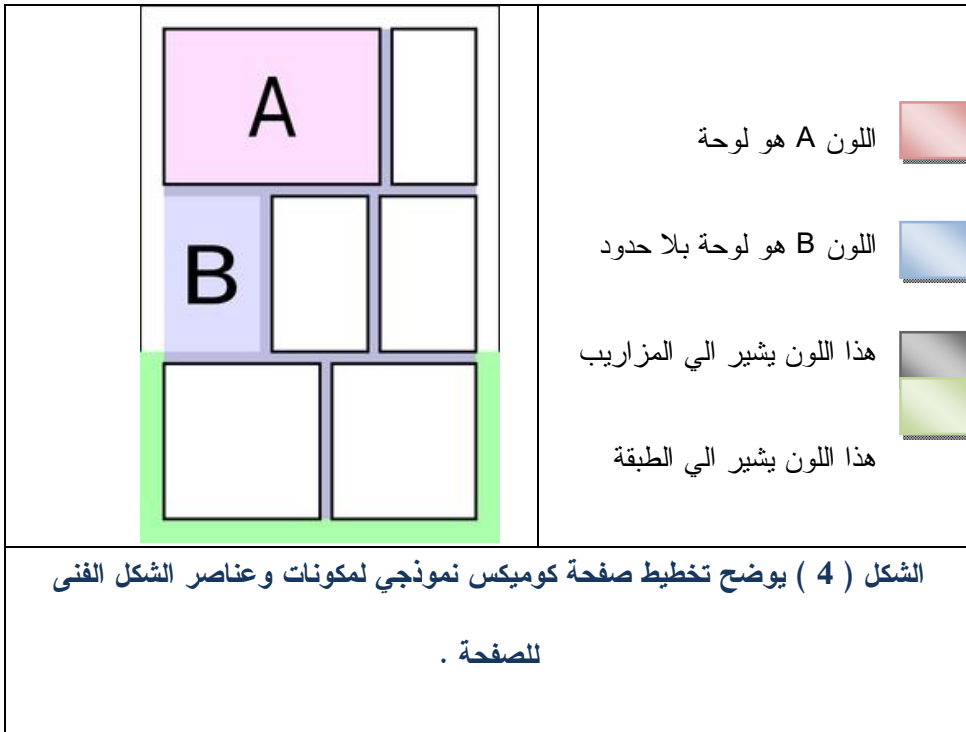 A
B
اللون A هو لوحة
اللون B هو لوحة بلا حدود
هذا اللون يشير الي المزاريب
هذا اللون يشير الي الطبقة
الشكل ( 4 ) يوضح تخطيط صفحة كوميكس نموذجي لمكونات وعناصر الشكل الفنى
للصفحة .